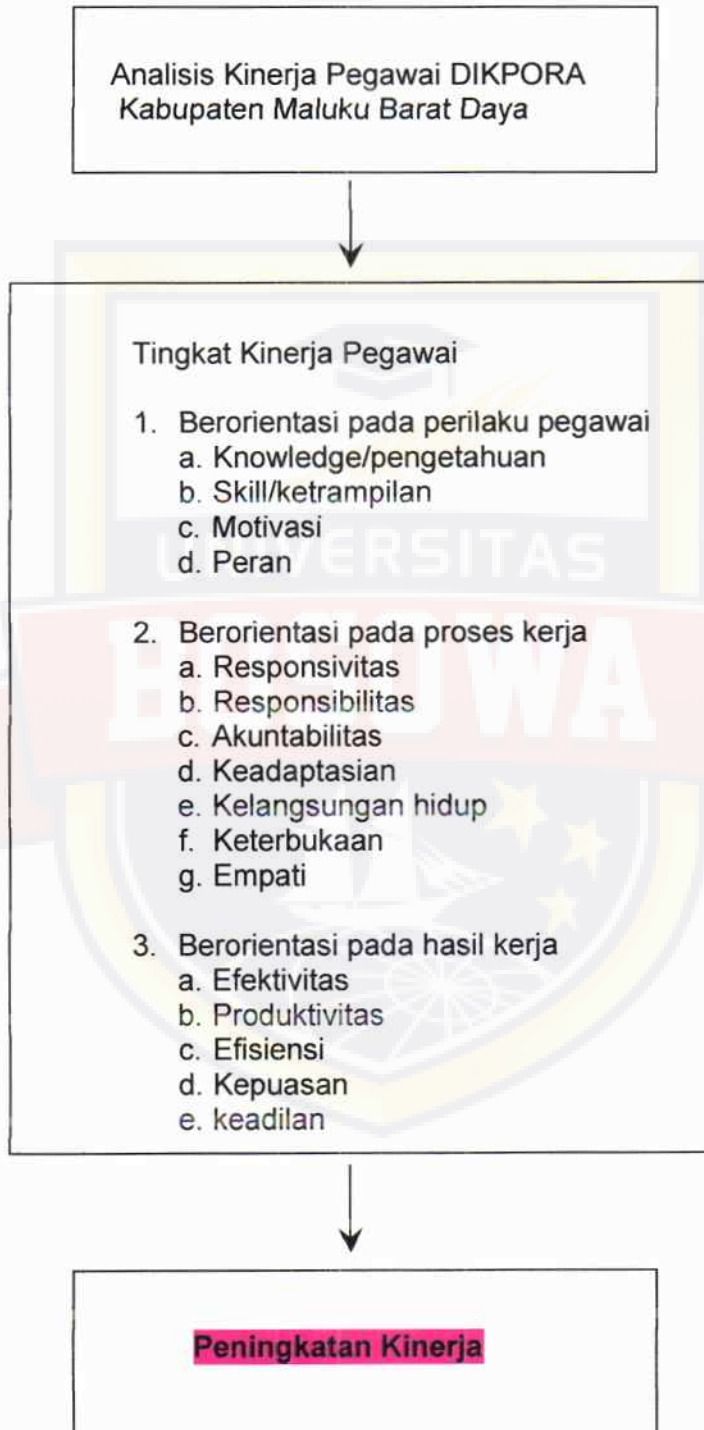 Analisis Kinerja Pegawai DIKPORA
Kabupaten Maluku Barat Daya
Tingkat Kinerja Pegawai
1. Berorientasi pada perilaku pegawai
a. Knowledge/pengetahuan
b. Skill/ketrampilan
c. Motivasi
d. Peran
2. Berorientasi pada proses kerja
a. Responsivitas
b. Responsibilitas
c. Akuntabilitas
d. Keadaptasian
e. Kelangsungan hidup
f. Keterbukaan
g. Empati
3. Berorientasi pada hasil kerja
a. Efektivitas
b. Produktivitas
c. Efisiensi
d. Kepuasan
e. keadilan
Peningkatan Kinerja
UNIVERSITAS
BOSOWA